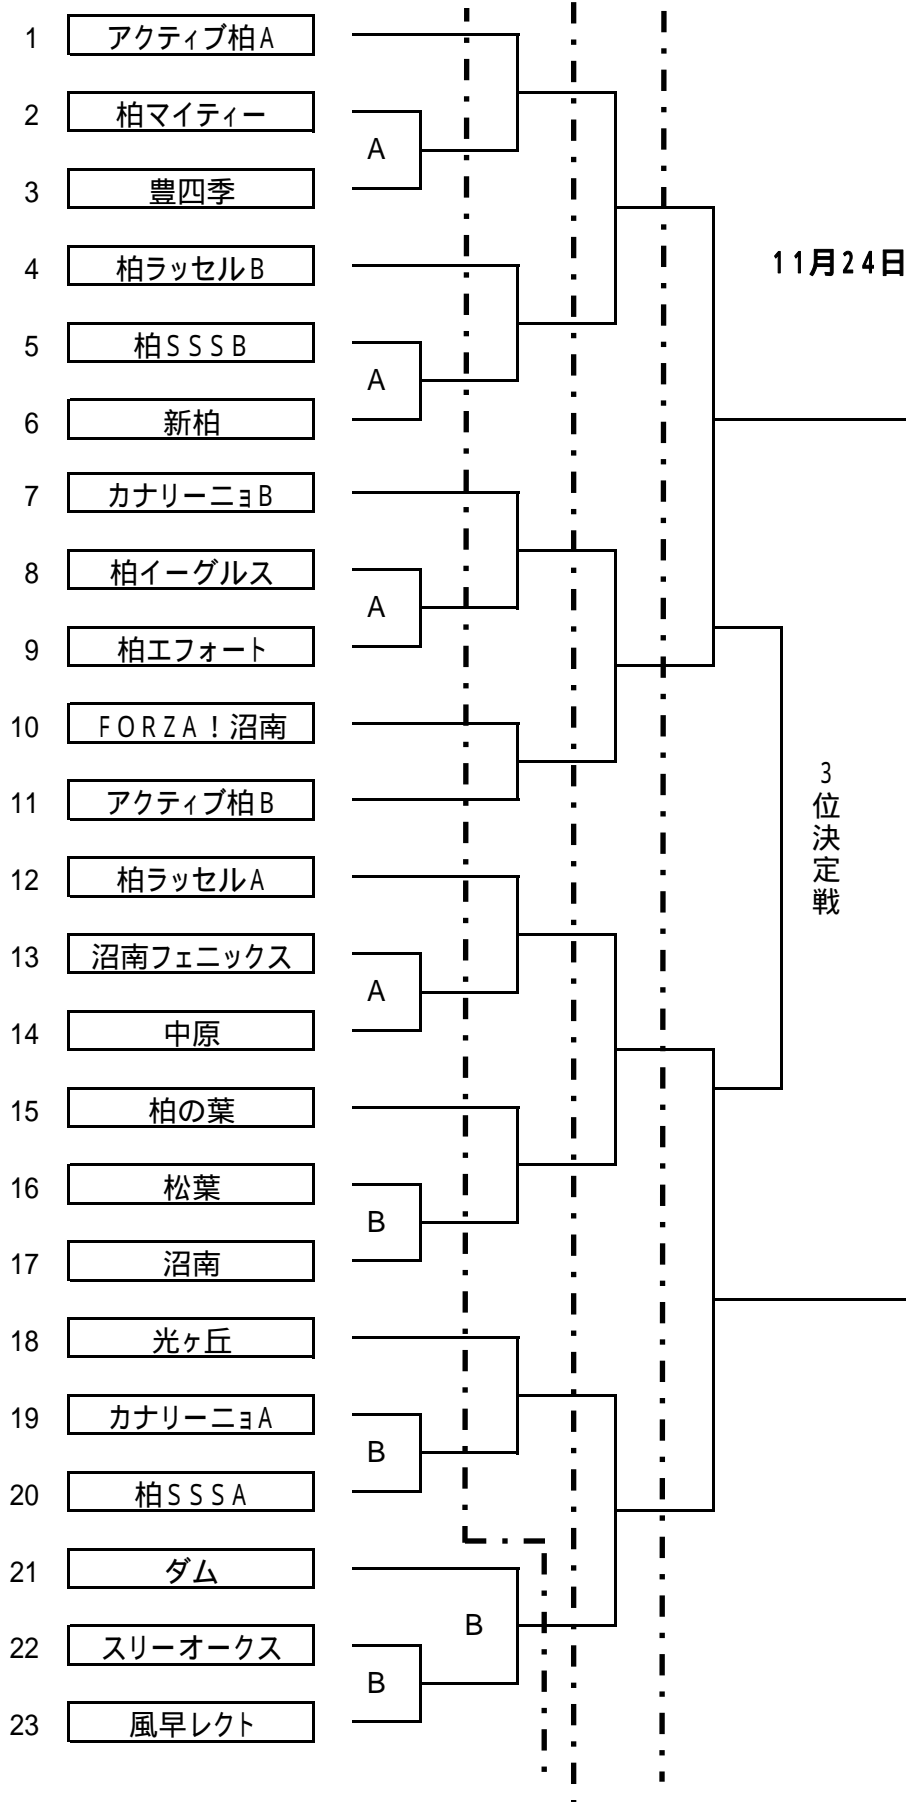 1 アクティブ柏A
2 柏マイティー
A
3 豊四季
4 柏ラッセルB
11月24日
5 柏SSSB
A
6 新柏
7 カナリーニョB
8 柏イーグルス
A
9 柏エフォート
10 FORZA！沼南
11 アクティブ柏B
3位決定戦
12 柏ラッセルA
13 沼南フェニックス
A
14 中原
15 柏の葉
16 松葉
B
17 沼南
18 光ヶ丘
19 カナリーニョA
B
20 柏SSSA
21 ダム
B
22 スリーオークス
B
23 風早レクト